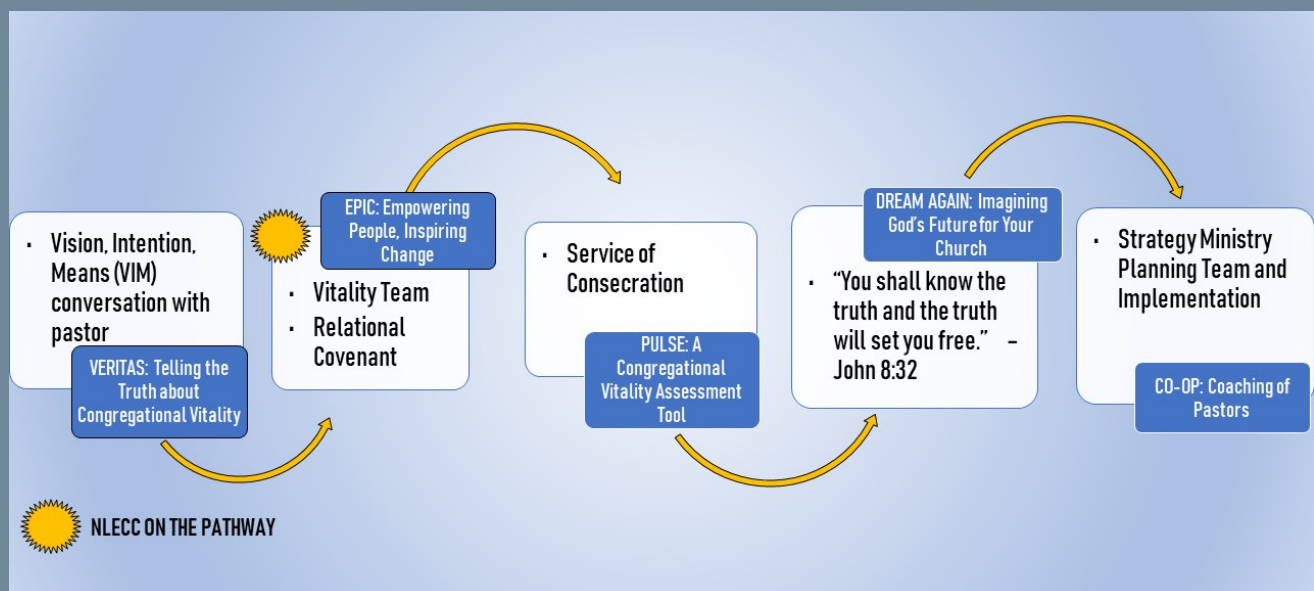 · Vision, Intention,
Means (VIM)
conversation with
pastor
VERITAS: Telling the
Truth about
Congregational Vitality
EPIC: Empowering
People, Inspiring
Change
· Vitality Team
· Relational
Covenant
· Service of
Consecration
PULSE: A
Congregational
Vitality Assessment
Tool
DREAM AGAIN: Imagining
God's Future for Your
Church
· “You shall know the
truth and the truth
will set you free.” –
John 8:32
· Strategy Ministry
Planning Team and
Implementation
CO-OP: Coaching of
Pastors
NLECC ON THE PATHWAY